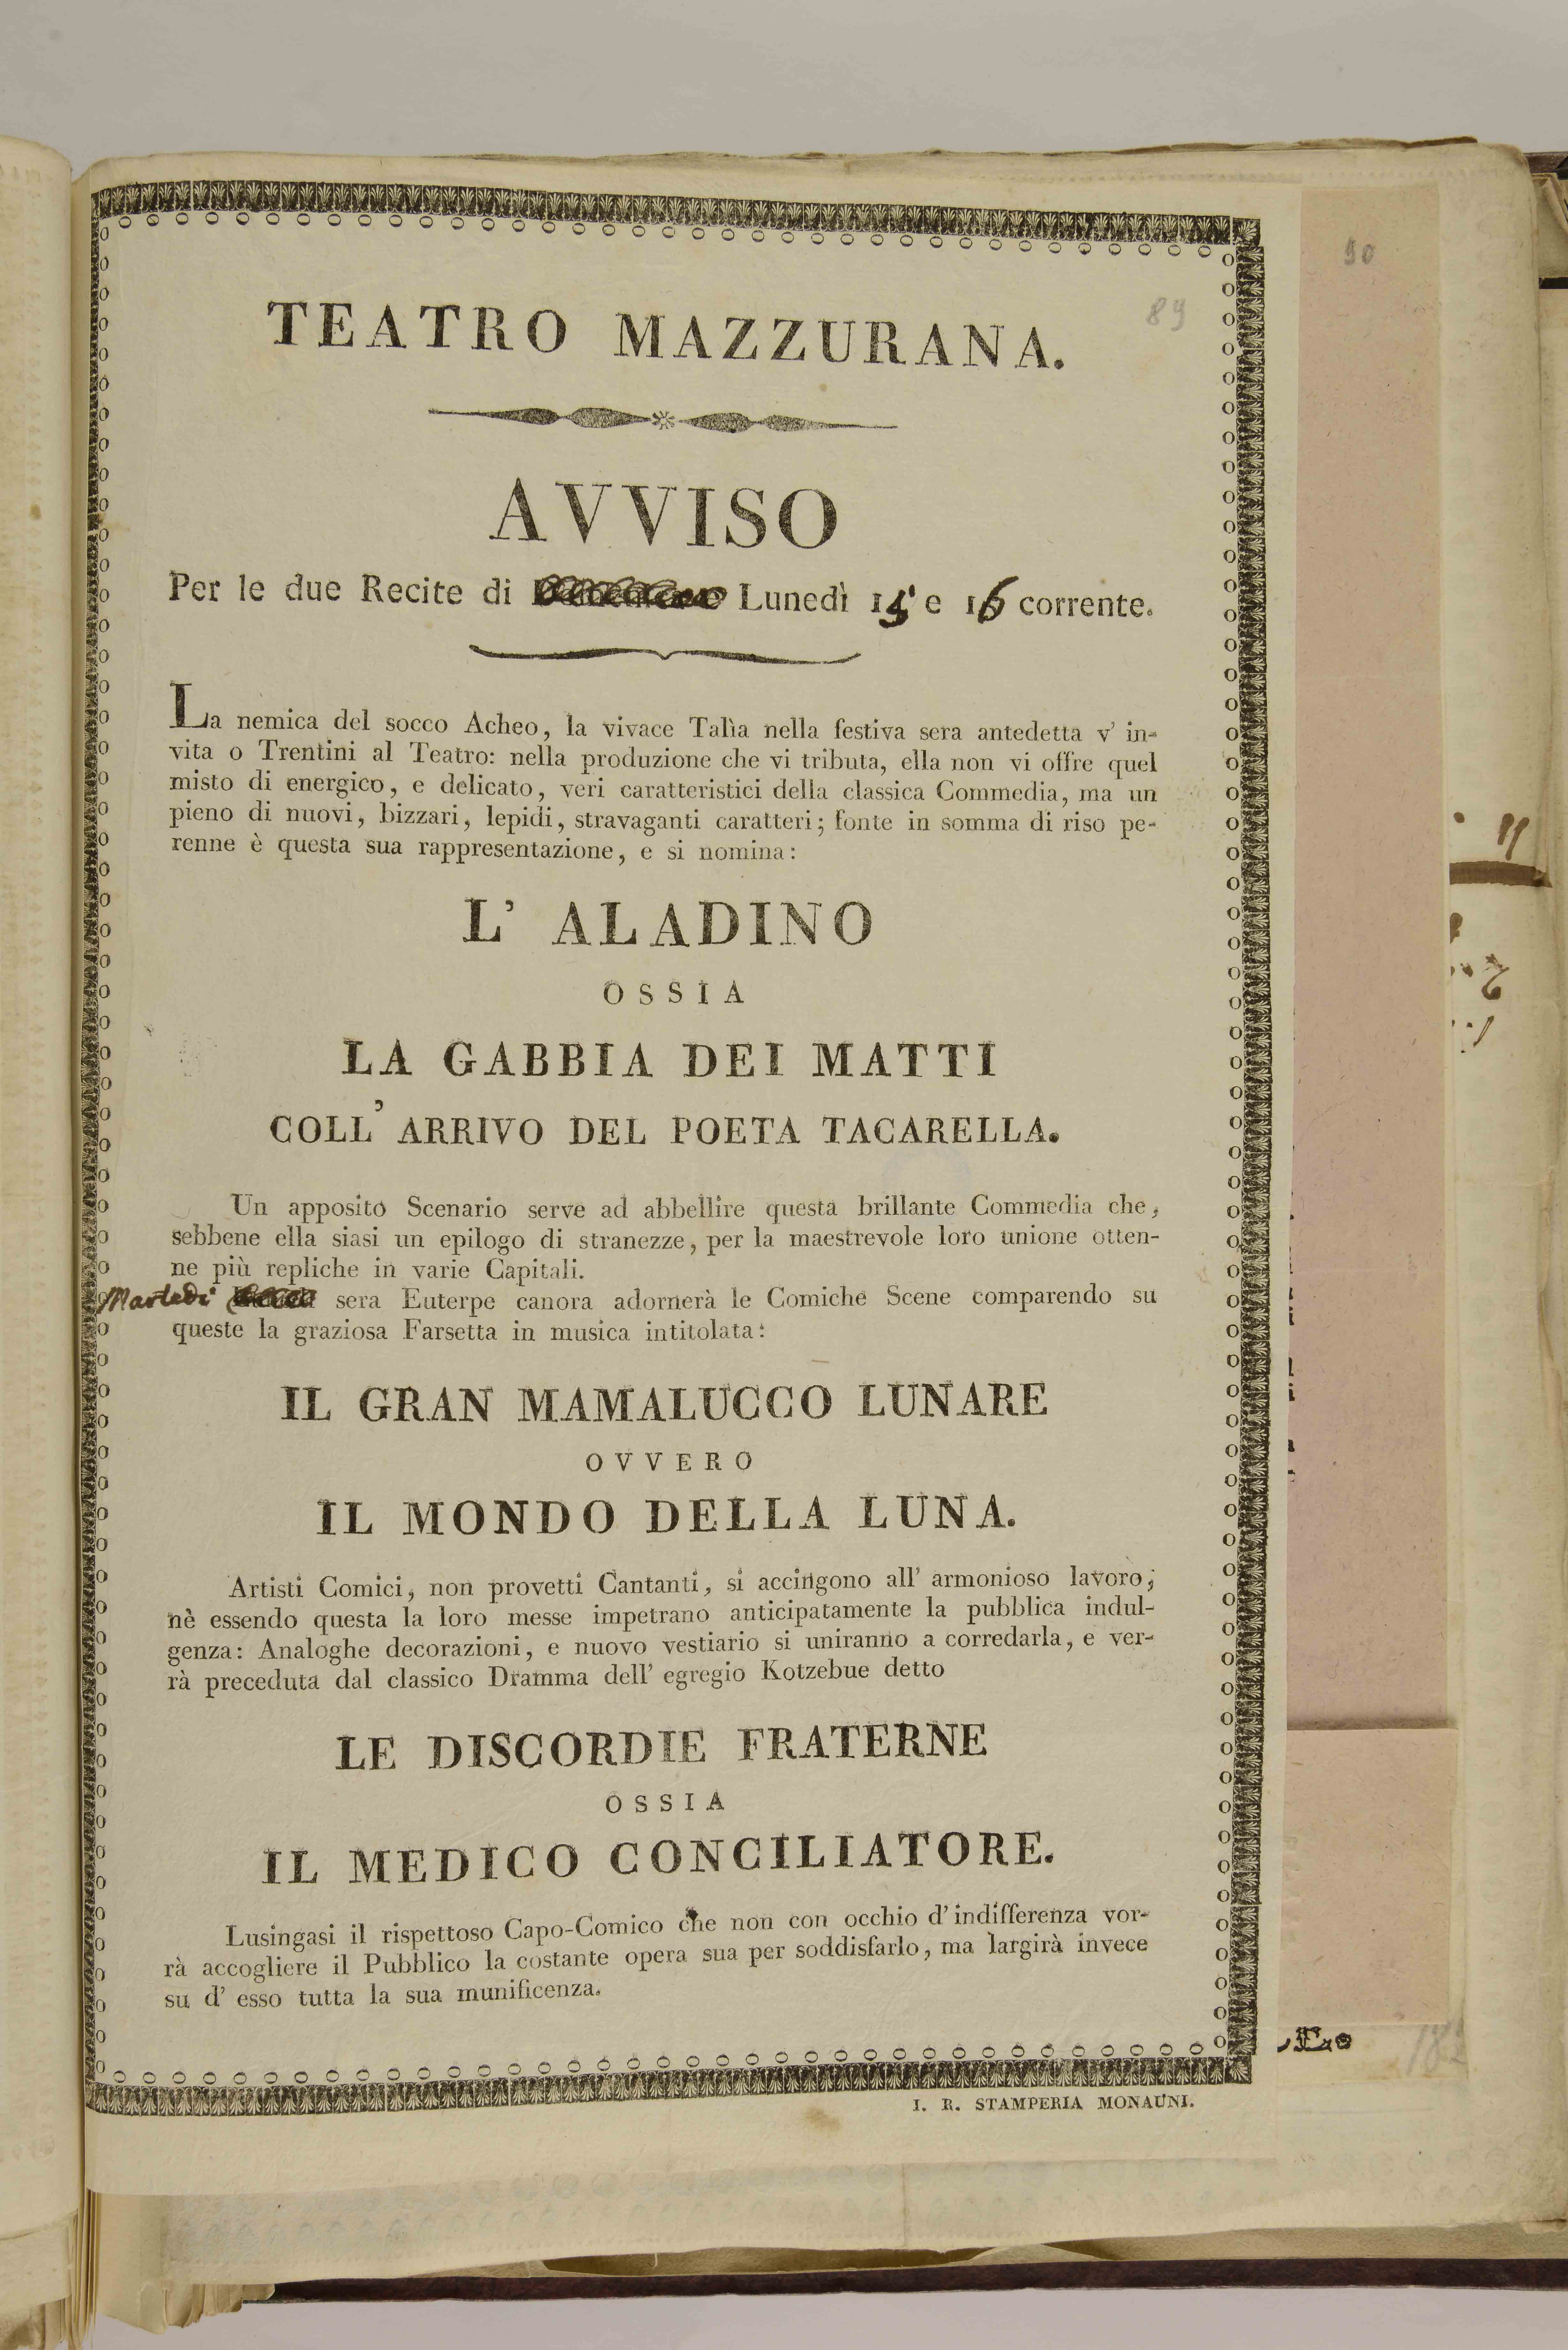 90
89
TEATRO MAZZURANA.
AVVISO
Per le due Recite di Lunedì 15 e 16 corrente.
La nemica del socco Acheo, la vivace Talìa nella festiva sera antedetta v' in-
vita o Trentini al Teatro: nella produzione che vi tributa, ella non vi offre quel
misto di energico, e delicato, veri caratteristici della classica Commedia, ma un
pieno di nuovi, bizzari, lepidi, stravaganti caratteri; fonte in somma di riso pe-
renne è questa sua rappresentazione, e si nomina:
L' ALADINO
OSSIA
LA GABBIA DEI MATTI
COLL' ARRIVO DEL POETA TACARELLA.
Un apposito Scenario serve ad abbellire questa brillante Commedia che,
sebbene ella siasi un epilogo di stranezze, per la maestrevole loro unione otten-
ne più repliche in varie Capitali.
Martedi sera Euterpe canora adornerà le Comiche Scene comparendo su
queste la graziosa Farsetta in musica intitolata:
IL GRAN MAMALUCCO LUNARE
OVVERO
IL MONDO DELLA LUNA.
Artisti Comici, non provetti Cantanti, si accingono all' armonioso lavoro;
nè essendo questa la loro messe impetrano anticipatamente la pubblica indul-
genza: Analoghe decorazioni, e nuovo vestiario si uniranno a corredarla, e ver-
rà preceduta dal classico Dramma dell' egregio Kotzebue detto
LE DISCORDIE FRATERNE
OSSIA
IL MEDICO CONCILIATORE.
Lusingasi il rispettoso Capo-Comico che non con occhio d' indifferenza vor-
rà accogliere il Pubblico la costante opera sua per soddisfarlo, ma largirà invece
su d' esso tutta la sua munificenza.
I. R. STAMPERIA MONAUNI.